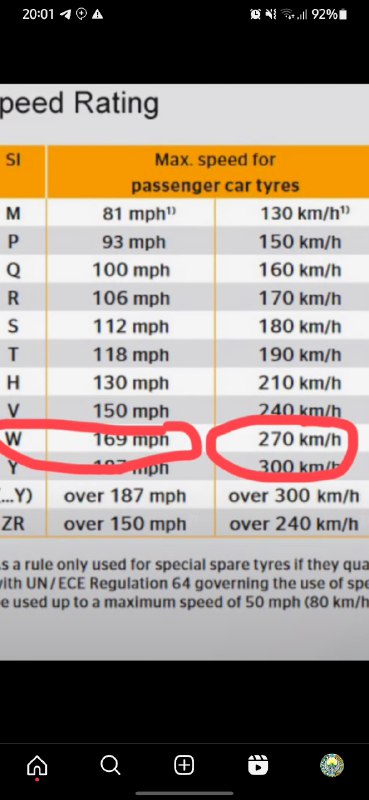 20:01
92%
peed Rating
SI Max. speed for
passenger car tyres
M 81 mph¹⁾ 130 km/h¹⁾
P 93 mph 150 km/h
Q 100 mph 160 km/h
R 106 mph 170 km/h
S 112 mph 180 km/h
T 118 mph 190 km/h
H 130 mph 210 km/h
V 150 mph 240 km/h
W 169 mph 270 km/h
Y 187 mph 300 km/h
(...Y) over 187 mph over 300 km/h
ZR over 150 mph over 240 km/h
s a rule only used for special spare tyres if they qua
ith UN/ECE Regulation 64 governing the use of spe
e used up to a maximum speed of 50 mph (80 km/h